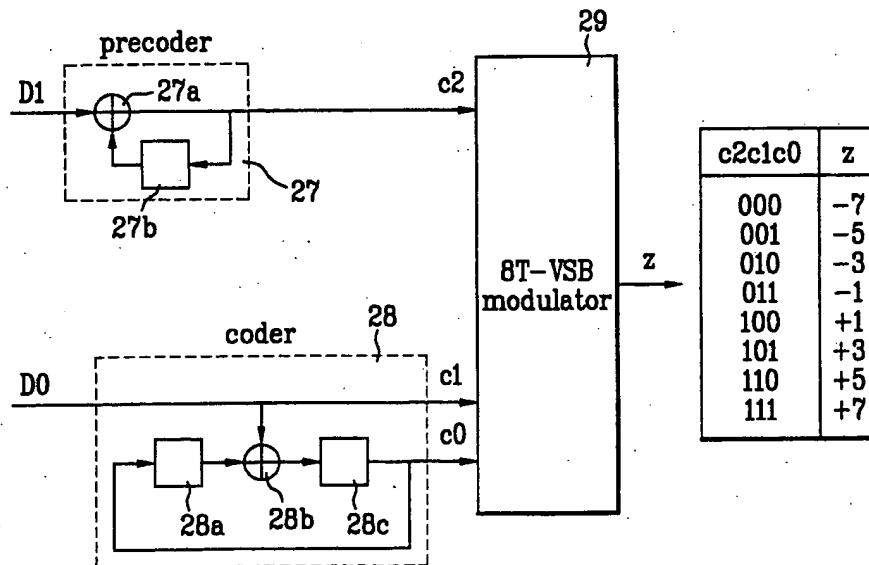 29
precoder
D1
27a
c2
27
27b
8T-VSB
modulator
z
28
coder
D0
c1
c0
28a
28b
28c
c2c1c0 z
000 -7
001 -5
010 -3
011 -1
100 +1
101 +3
110 +5
111 +7